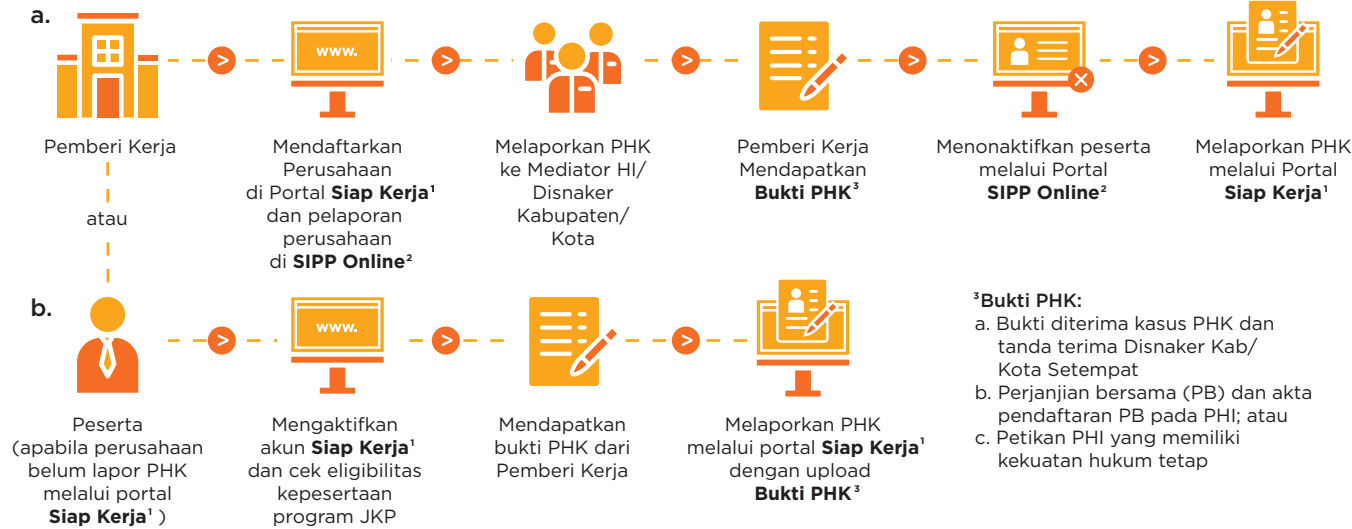 a.
www.
Pemberi Kerja
Mendaftarkan
Perusahaan
di Portal Siap Kerja¹
dan pelaporan
perusahaan
di SIPP Online²
Melaporkan PHK
ke Mediator HI/
Disnaker
Kabupaten/
Kota
Pemberi Kerja
Mendapatkan
Bukti PHK³
Menonaktifkan peserta
melalui Portal
SIPP Online²
Melaporkan PHK
melalui Portal
Siap Kerja¹
atau
b.
www.
Peserta
(apabila perusahaan
belum lapor PHK
melalui portal
Siap Kerja¹ )
Mengaktifkan
akun Siap Kerja¹
dan cek eligibilitas
kepesertaan
program JKP
Mendapatkan
bukti PHK dari
Pemberi Kerja
Melaporkan PHK
melalui portal Siap Kerja¹
dengan upload
Bukti PHK³
³Bukti PHK:
a. Bukti diterima kasus PHK dan
tanda terima Disnaker Kab/
Kota Setempat
b. Perjanjian bersama (PB) dan akta
pendaftaran PB pada PHI; atau
c. Petikan PHI yang memiliki
kekuatan hukum tetap